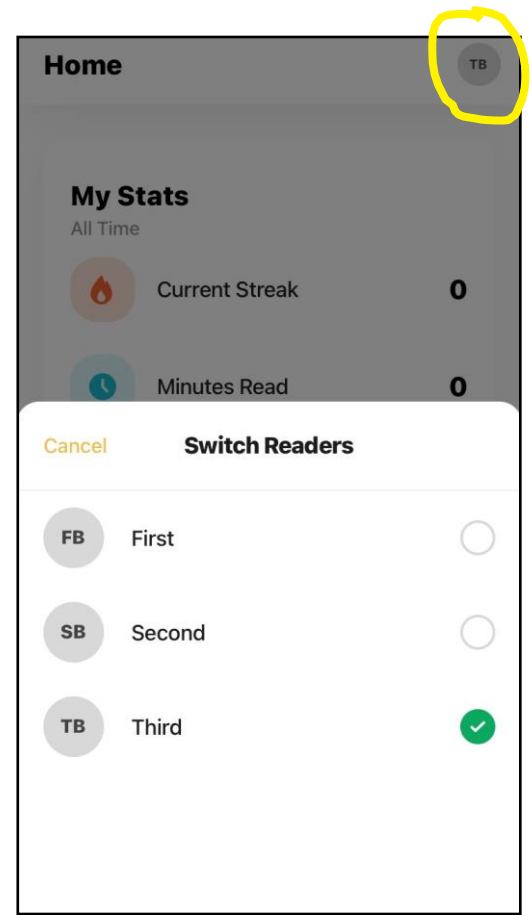 Home
TB
My Stats
All Time
Current Streak 0
Minutes Read 0
Cancel Switch Readers
FB First
SB Second
TB Third